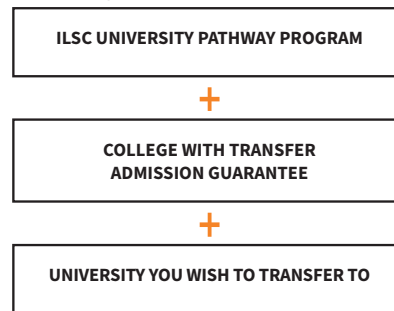 ILSC UNIVERSITY PATHWAY PROGRAM
+
COLLEGE WITH TRANSFER
ADMISSION GUARANTEE
+
UNIVERSITY YOU WISH TO TRANSFER TO